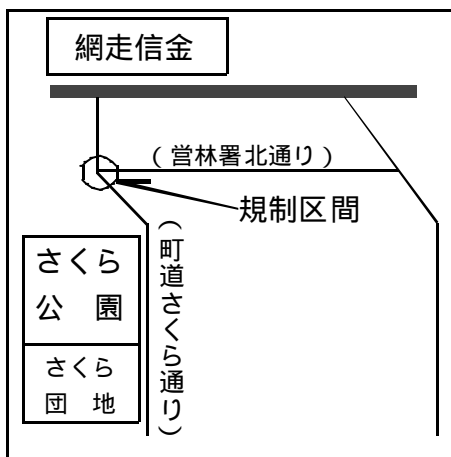 網走信金
(営林署北通り)
規制区間
(町道さくら通り)
さくら
公 園
さくら
団 地